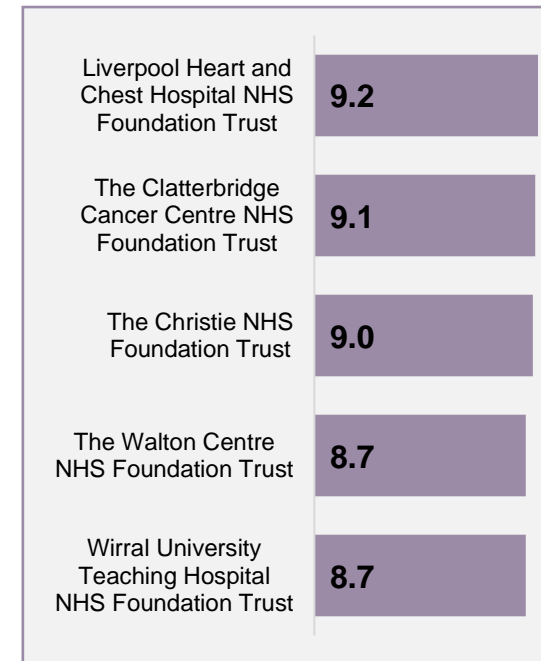 Liverpool Heart and
Chest Hospital NHS
Foundation Trust
9.2
The Clatterbridge
Cancer Centre NHS
Foundation Trust
9.1
The Christie NHS
Foundation Trust
9.0
The Walton Centre
NHS Foundation Trust
8.7
Wirral University
Teaching Hospital
NHS Foundation Trust
8.7